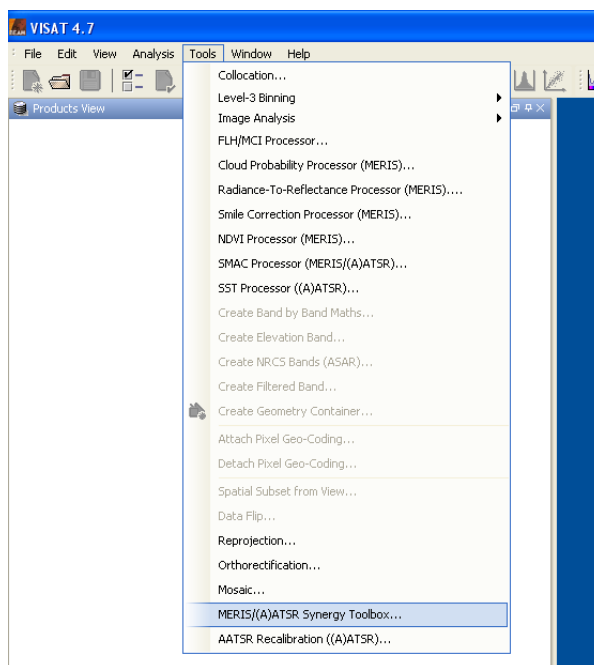 VISAT 4.7
File Edit View Analysis Tools Window Help
Products View
Collocation...
Level-3 Binning
Image Analysis
FLH/MCI Processor...
Cloud Probability Processor (MERIS)...
Radiance-To-Reflectance Processor (MERIS)....
Smile Correction Processor (MERIS)...
NDVI Processor (MERIS)...
SMAC Processor (MERIS/(A)ATSR)...
SST Processor ((A)ATSR)...
Create Band by Band Maths...
Create Elevation Band...
Create NRCS Bands (ASAR)...
Create Filtered Band...
Create Geometry Container...
Attach Pixel Geo-Coding...
Detach Pixel Geo-Coding...
Spatial Subset from View...
Data Flip...
Reprojection...
Orthorectification...
Mosaic...
MERIS/(A)ATSR Synergy Toolbox...
AATSR Recalibration ((A)ATSR)...